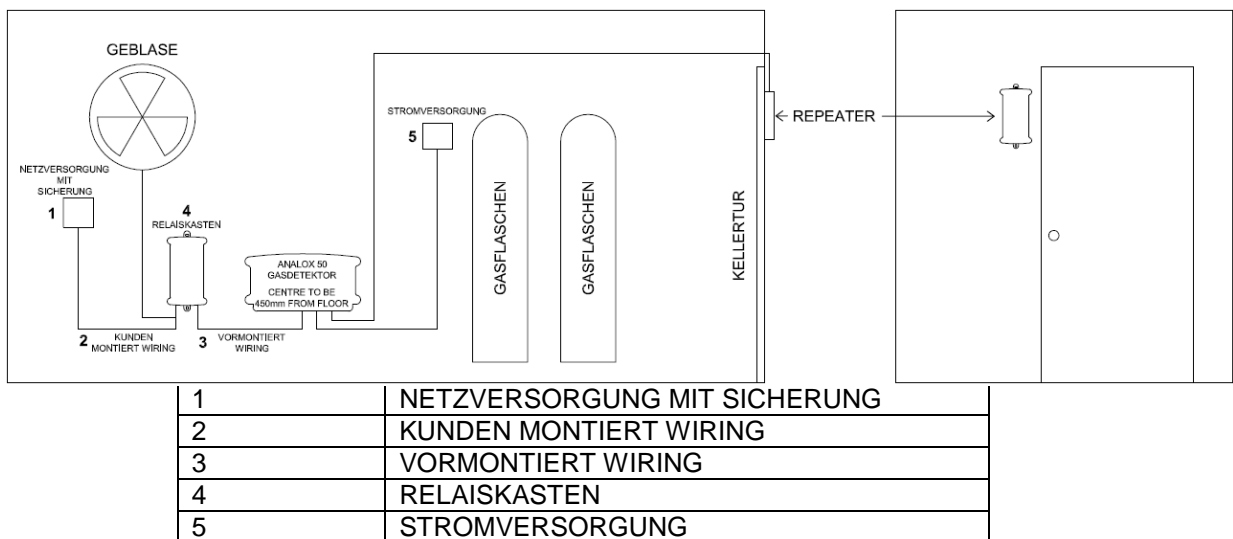 GEBLASE
NETZVERSORGUNG
MIT
SICHERUNG
1
4
RELAISKASTEN
ANALOX 50
GASDETEKTOR
CENTRE TO BE
450mm FROM FLOOR
2
KUNDEN
MONTIERT WIRING
3
VORMONTIERT
WIRING
STROMVERSORGUNG
5
GASFLASCHEN
GASFLASCHEN
KELLERTUR
REPEATER
1 NETZVERSORGUNG MIT SICHERUNG
2 KUNDEN MONTIERT WIRING
3 VORMONTIERT WIRING
4 RELAISKASTEN
5 STROMVERSORGUNG